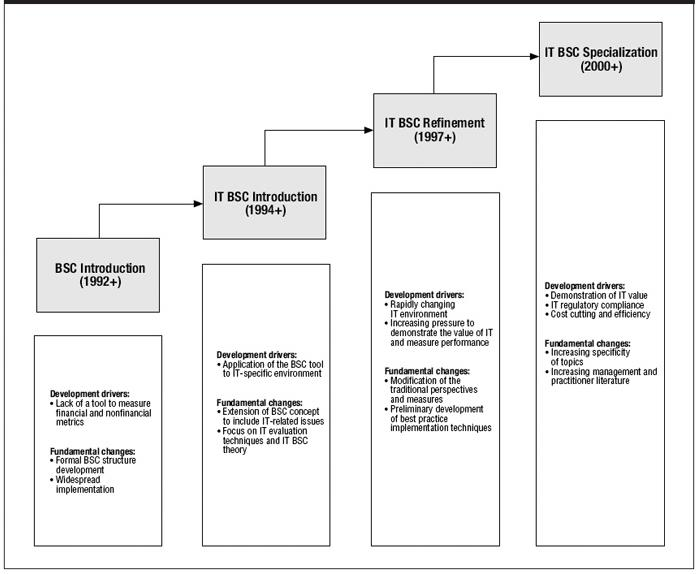 BSC Introduction
(1992+)
Development drivers:
• Lack of a tool to measure
financial and nonfinancial
metrics
Fundamental changes:
• Formal BSC structure
development
• Widespread
implementation
IT BSC Introduction
(1994+)
Development drivers:
• Application of the BSC tool
to IT-specific environment
Fundamental changes:
• Extension of BSC concept
to include IT-related issues
• Focus on IT evaluation
techniques and IT BSC
theory
IT BSC Refinement
(1997+)
Development drivers:
• Rapidly changing
IT environment
• Increasing pressure to
demonstrate the value of IT
and measure performance
Fundamental changes:
• Modification of the
traditional perspectives
and measures
• Preliminary development
of best practice
implementation techniques
IT BSC Specialization
(2000+)
Development drivers:
• Demonstration of IT value
• IT regulatory compliance
• Cost cutting and efficiency
Fundamental changes:
• Increasing specificity
of topics
• Increasing management and
practitioner literature